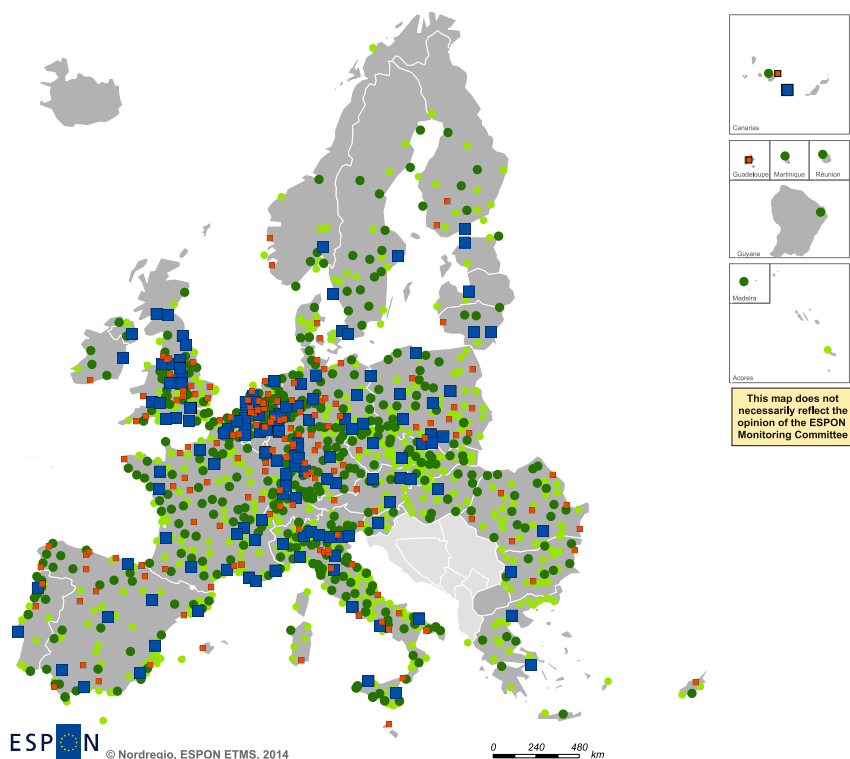 Canarias
Guadeloupe Martinique Réunion
Guyane
Madeira
Acores
This map does not
necessarily reflect the
opinion of the ESPON
Monitoring Committee
ESPON
© Nordregio, ESPON ETMS, 2014
0 240 480 km